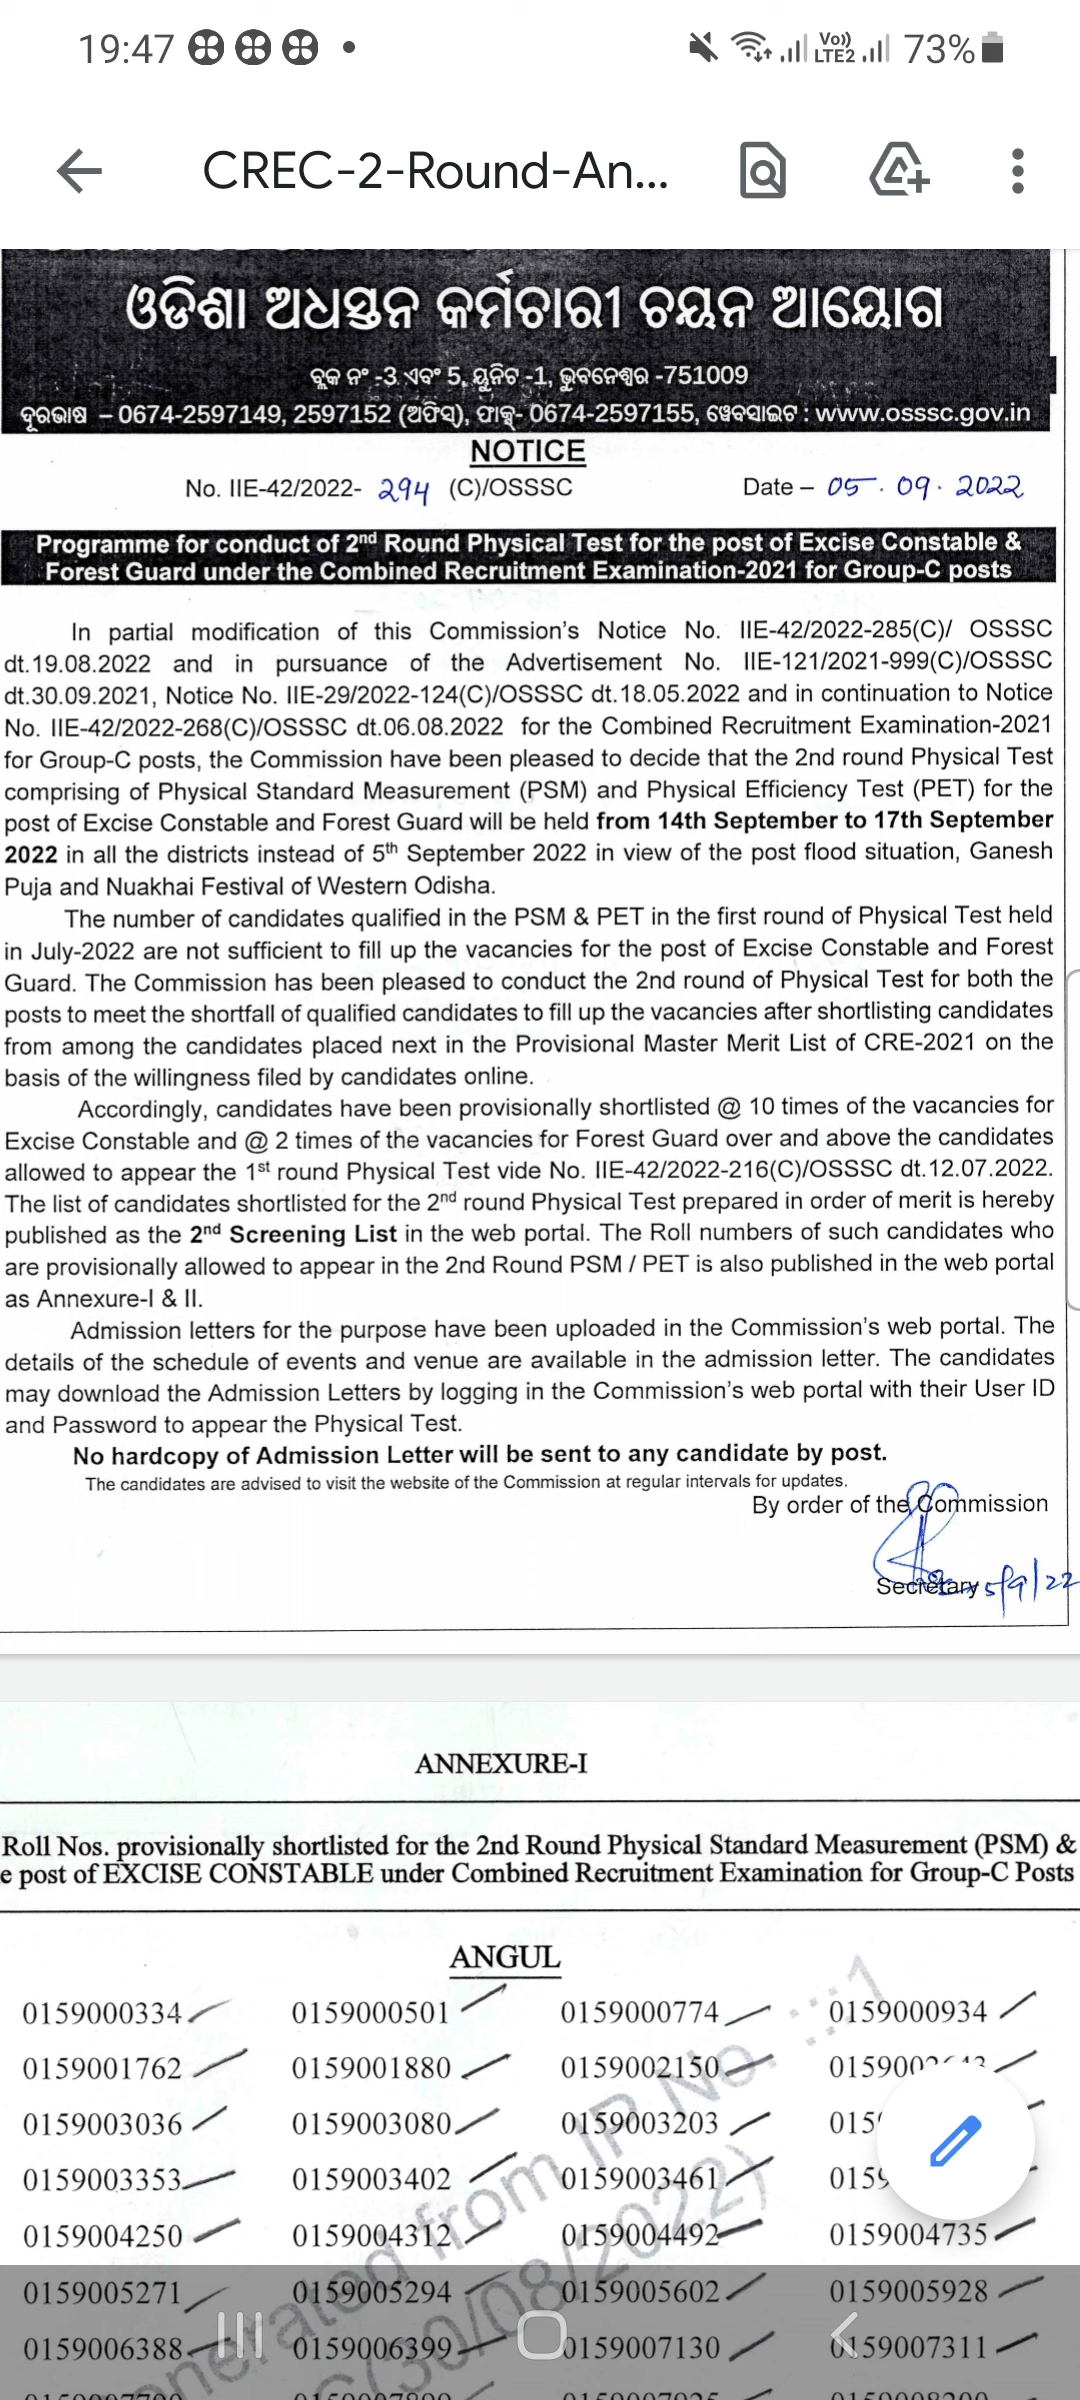 19:47
Vo))
LTE2
73%
CREC-2-Round-An...
ଓଡିଶା ଅଧସ୍ତନ କର୍ମଚାରୀ ଚୟନ ଆୟୋଗ
ବ୍ଲକ ନଂ -3 ଏବଂ 5, ୟୁନିଟ -1, ଭୁବନେଶ୍ୱର -751009
ଦୂରଭାଷ – 0674-2597149, 2597152 (ଅଫିସ୍), ଫାକ୍ସ- 0674-2597155, ୱେବସାଇଟ : www.osssc.gov.in
NOTICE
No. IIE-42/2022- 294 (C)/OSSSC Date – 05. 09. 2022
Programme for conduct of 2nd Round Physical Test for the post of Excise Constable &
Forest Guard under the Combined Recruitment Examination-2021 for Group-C posts
In partial modification of this Commission's Notice No. IIE-42/2022-285(C)/ OSSSC
dt.19.08.2022 and in pursuance of the Advertisement No. IIE-121/2021-999(C)/OSSSC
dt.30.09.2021, Notice No. IIE-29/2022-124(C)/OSSSC dt.18.05.2022 and in continuation to Notice
No. IIE-42/2022-268(C)/OSSSC dt.06.08.2022 for the Combined Recruitment Examination-2021
for Group-C posts, the Commission have been pleased to decide that the 2nd round Physical Test
comprising of Physical Standard Measurement (PSM) and Physical Efficiency Test (PET) for the
post of Excise Constable and Forest Guard will be held from 14th September to 17th September
2022 in all the districts instead of 5th September 2022 in view of the post flood situation, Ganesh
Puja and Nuakhai Festival of Western Odisha.
The number of candidates qualified in the PSM & PET in the first round of Physical Test held
in July-2022 are not sufficient to fill up the vacancies for the post of Excise Constable and Forest
Guard. The Commission has been pleased to conduct the 2nd round of Physical Test for both the
posts to meet the shortfall of qualified candidates to fill up the vacancies after shortlisting candidates
from among the candidates placed next in the Provisional Master Merit List of CRE-2021 on the
basis of the willingness filed by candidates online.
Accordingly, candidates have been provisionally shortlisted @ 10 times of the vacancies for
Excise Constable and @ 2 times of the vacancies for Forest Guard over and above the candidates
allowed to appear the 1st round Physical Test vide No. IIE-42/2022-216(C)/OSSSC dt.12.07.2022.
The list of candidates shortlisted for the 2nd round Physical Test prepared in order of merit is hereby
published as the 2nd Screening List in the web portal. The Roll numbers of such candidates who
are provisionally allowed to appear in the 2nd Round PSM / PET is also published in the web portal
as Annexure-I & II.
Admission letters for the purpose have been uploaded in the Commission's web portal. The
details of the schedule of events and venue are available in the admission letter. The candidates
may download the Admission Letters by logging in the Commission's web portal with their User ID
and Password to appear the Physical Test.
No hardcopy of Admission Letter will be sent to any candidate by post.
The candidates are advised to visit the website of the Commission at regular intervals for updates.
By order of the Commission
Secretary 5/9/22
ANNEXURE-I
Roll Nos. provisionally shortlisted for the 2nd Round Physical Standard Measurement (PSM) &
e post of EXCISE CONSTABLE under Combined Recruitment Examination for Group-C Posts
ANGUL
0159000334 0159000501 0159000774 0159000934
0159001762 0159001880 0159002150
0159003036 0159003080 0159003203
0159003353 0159003402 0159003461
0159004250 0159004312 0159004492 0159004735
0159005271 0159005294 0159005602 0159005928
0159006388 0159006399 0159007130 0159007311